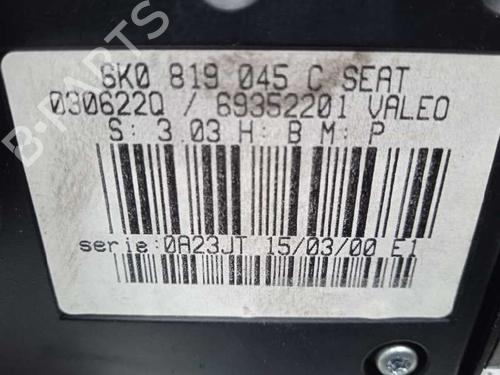 B-PARTS
6K0 819 045 C SEAT
030622Q / 69352201 VALEO
S: 3.03 H: B M: P
serie:0A23JT 15/03/00 E1